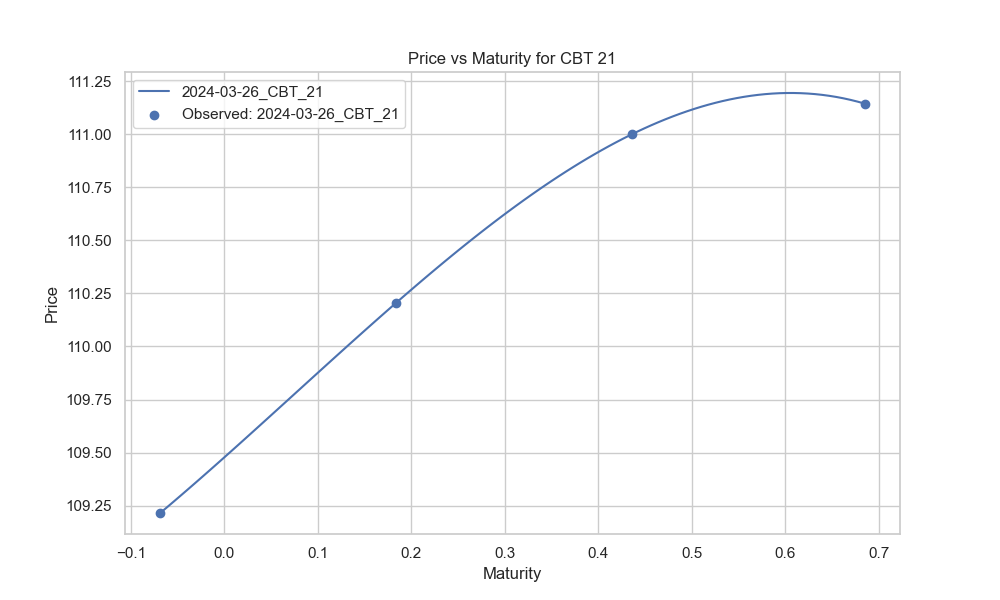 Price vs Maturity for CBT 21
2024-03-26_CBT_21
Observed: 2024-03-26_CBT_21
Price
111.25
111.00
110.75
110.50
110.25
110.00
109.75
109.50
109.25
−0.1 0.0 0.1 0.2 0.3 0.4 0.5 0.6 0.7
Maturity